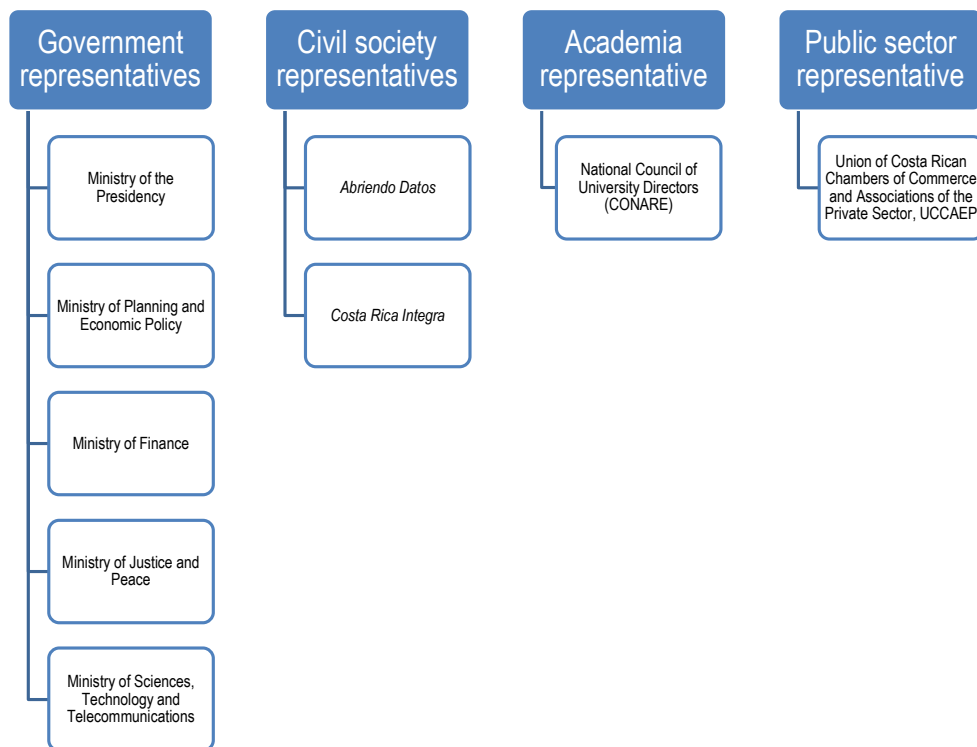 Government
representatives
Ministry of the
Presidency
Ministry of Planning and
Economic Policy
Ministry of Finance
Ministry of Justice and
Peace
Ministry of Sciences,
Technology and
Telecommunications
Civil society
representatives
Abriendo Datos
Costa Rica Integra
Academia
representative
National Council of
University Directors
(CONARE)
Public sector
representative
Union of Costa Rican
Chambers of Commerce
and Associations of the
Private Sector, UCCAEP